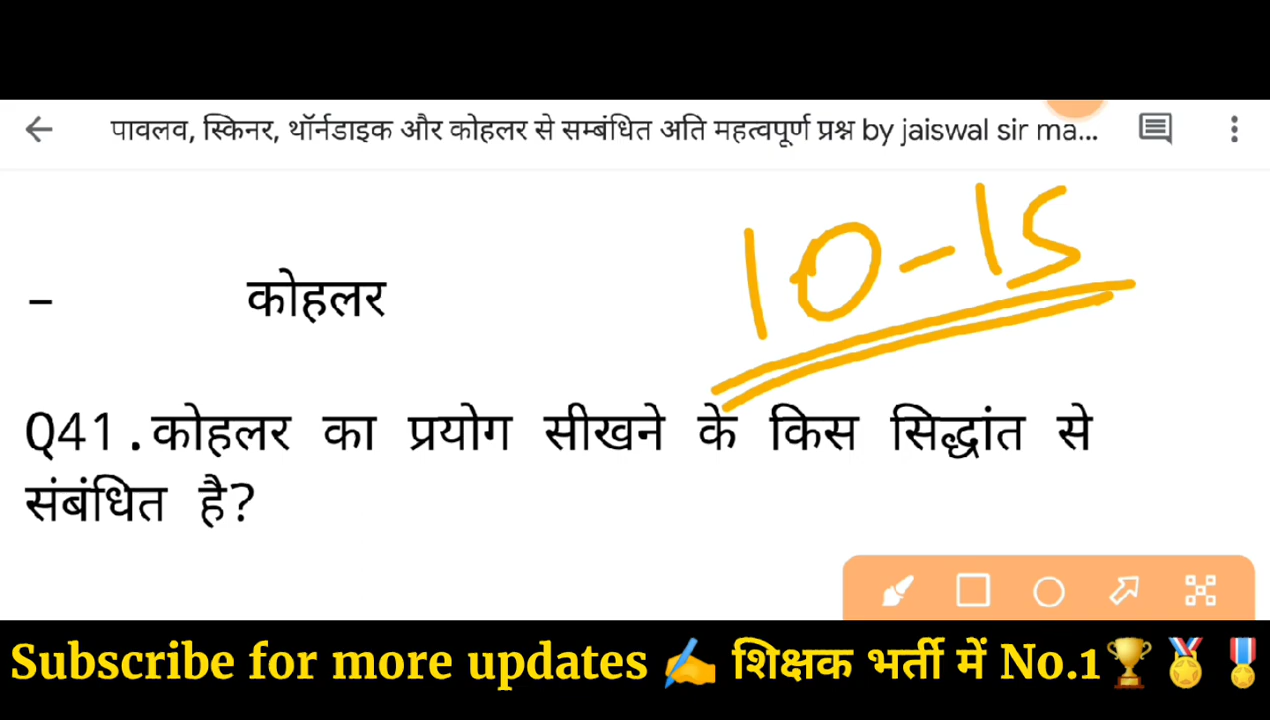 पावलव, स्किनर, थॉर्नडाइक और कोहलर से सम्बंधित अति महत्वपूर्ण प्रश्न by jaiswal sir ma...
10-15
– कोहलर
Q41.कोहलर का प्रयोग सीखने के किस सिद्धांत से
संबंधित है?
Subscribe for more updates ✍️ शिक्षक भर्ती में No.1🏆🏅🎖️